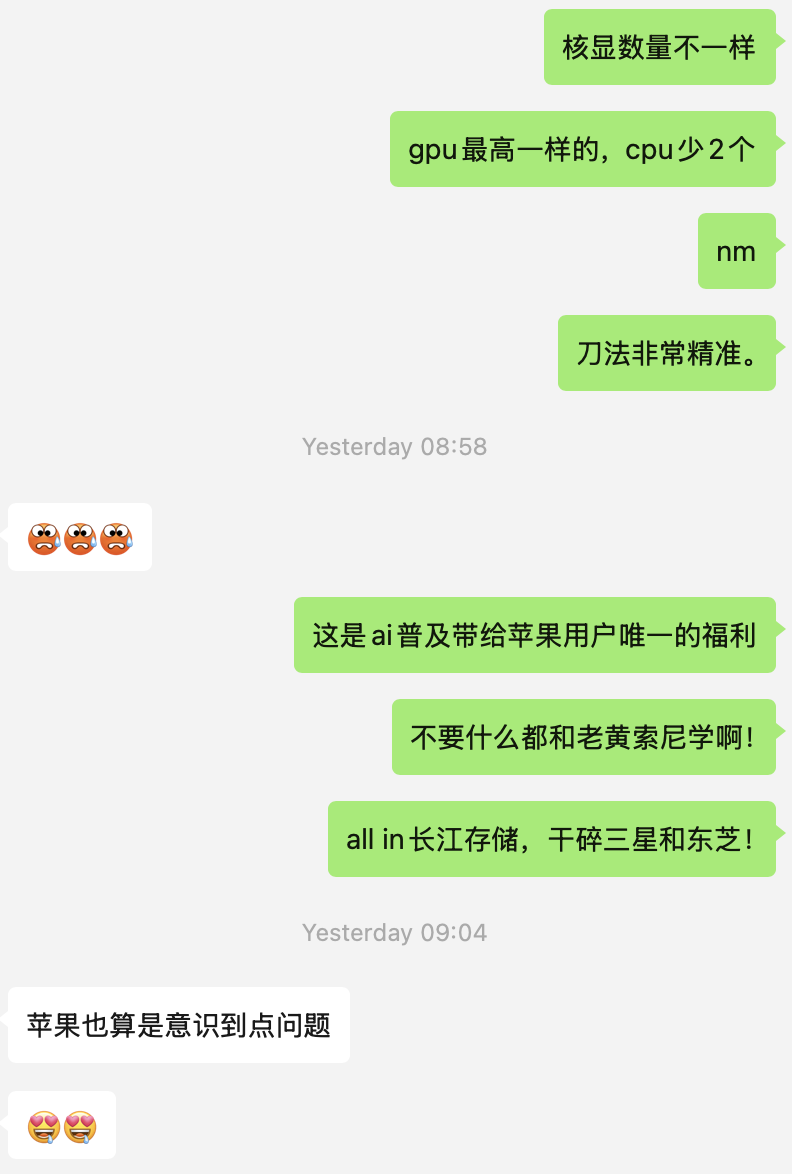 核显数量不一样
gpu最高一样的，cpu少2个
nm
刀法非常精准。
Yesterday 08:58
这是ai普及带给苹果用户唯一的福利
不要什么都和老黄索尼学啊！
all in长江存储，干碎三星和东芝！
Yesterday 09:04
苹果也算是意识到点问题